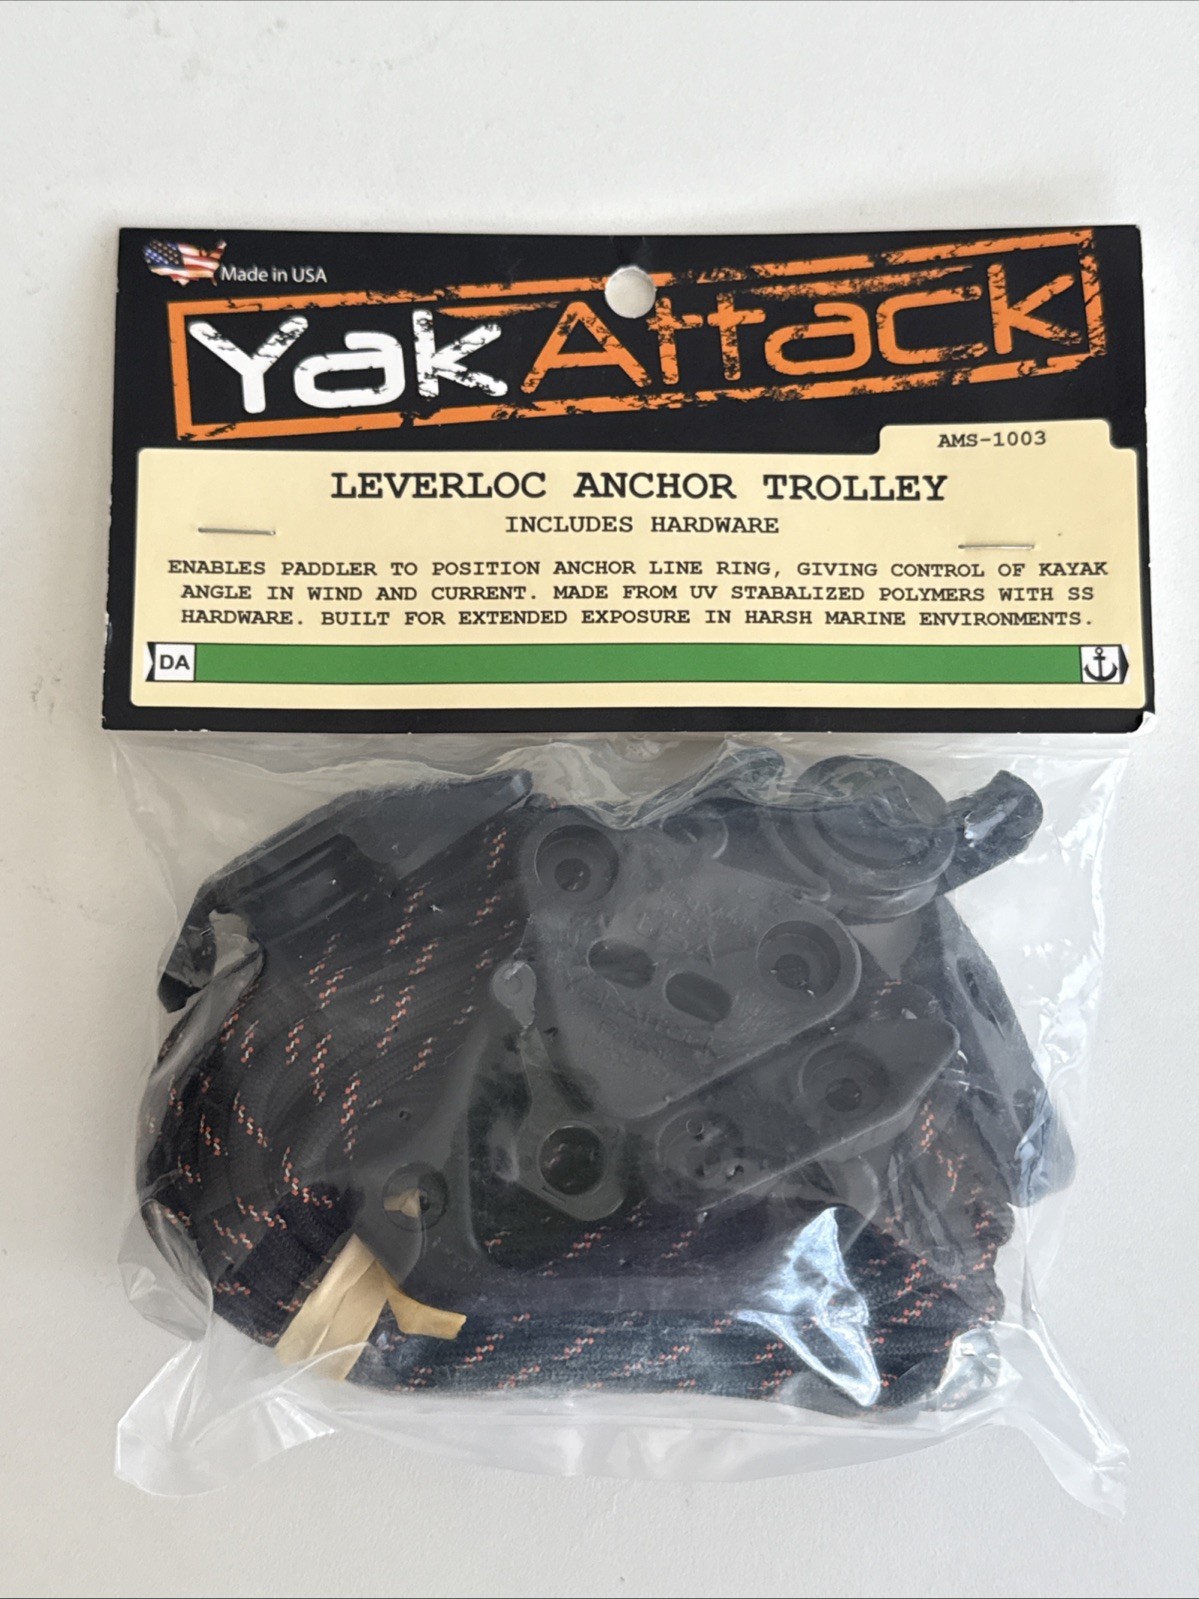 Made in USA
YakAttack
AMS-1003
LEVERLOC ANCHOR TROLLEY
INCLUDES HARDWARE
ENABLES PADDLER TO POSITION ANCHOR LINE RING, GIVING CONTROL OF KAYAK
ANGLE IN WIND AND CURRENT. MADE FROM UV STABALIZED POLYMERS WITH SS
HARDWARE. BUILT FOR EXTENDED EXPOSURE IN HARSH MARINE ENVIRONMENTS.
DA